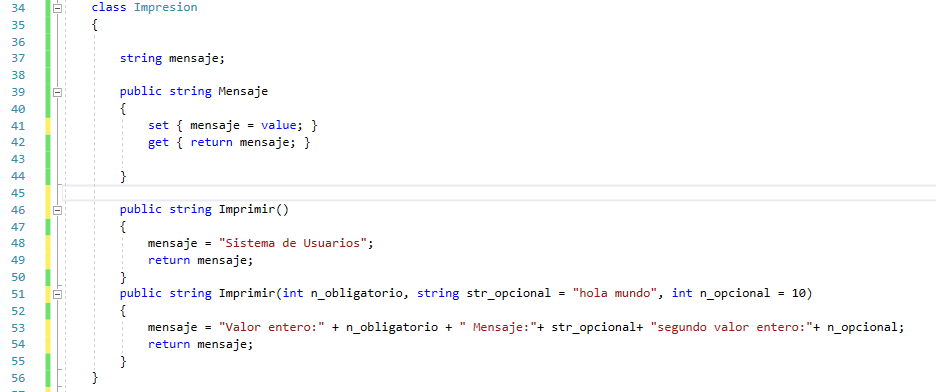 34 class Impresion
35 {
36
37 string mensaje;
38
39 public string Mensaje
40 {
41 set { mensaje = value; }
42 get { return mensaje; }
43
44 }
45
46 public string Imprimir()
47 {
48 mensaje = "Sistema de Usuarios";
49 return mensaje;
50 }
51 public string Imprimir(int n_obligatorio, string str_opcional = "hola mundo", int n_opcional = 10)
52 {
53 mensaje = "Valor entero:" + n_obligatorio + " Mensaje:"+ str_opcional+ "segundo valor entero:"+ n_opcional;
54 return mensaje;
55 }
56 }